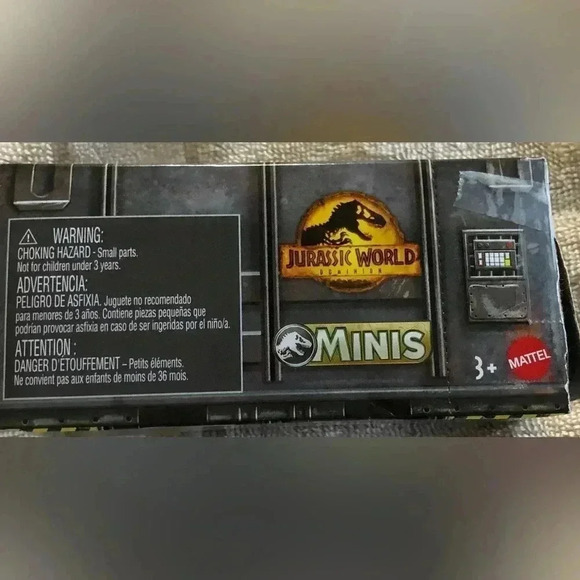 WARNING:
CHOKING HAZARD - Small parts.
Not for children under 3 years.
ADVERTENCIA:
PELIGRO DE ASFIXIA. Juguete no recomendado
para menores de 3 años. Contiene piezas pequeñas que
podrían provocar asfixia en caso de ser ingeridas por el niño/a.
ATTENTION :
DANGER D'ÉTOUFFEMENT – Petits éléments.
Ne convient pas aux enfants de moins de 36 mois.
JURASSIC WORLD
DOMINION
MINIS
3+
MATTEL